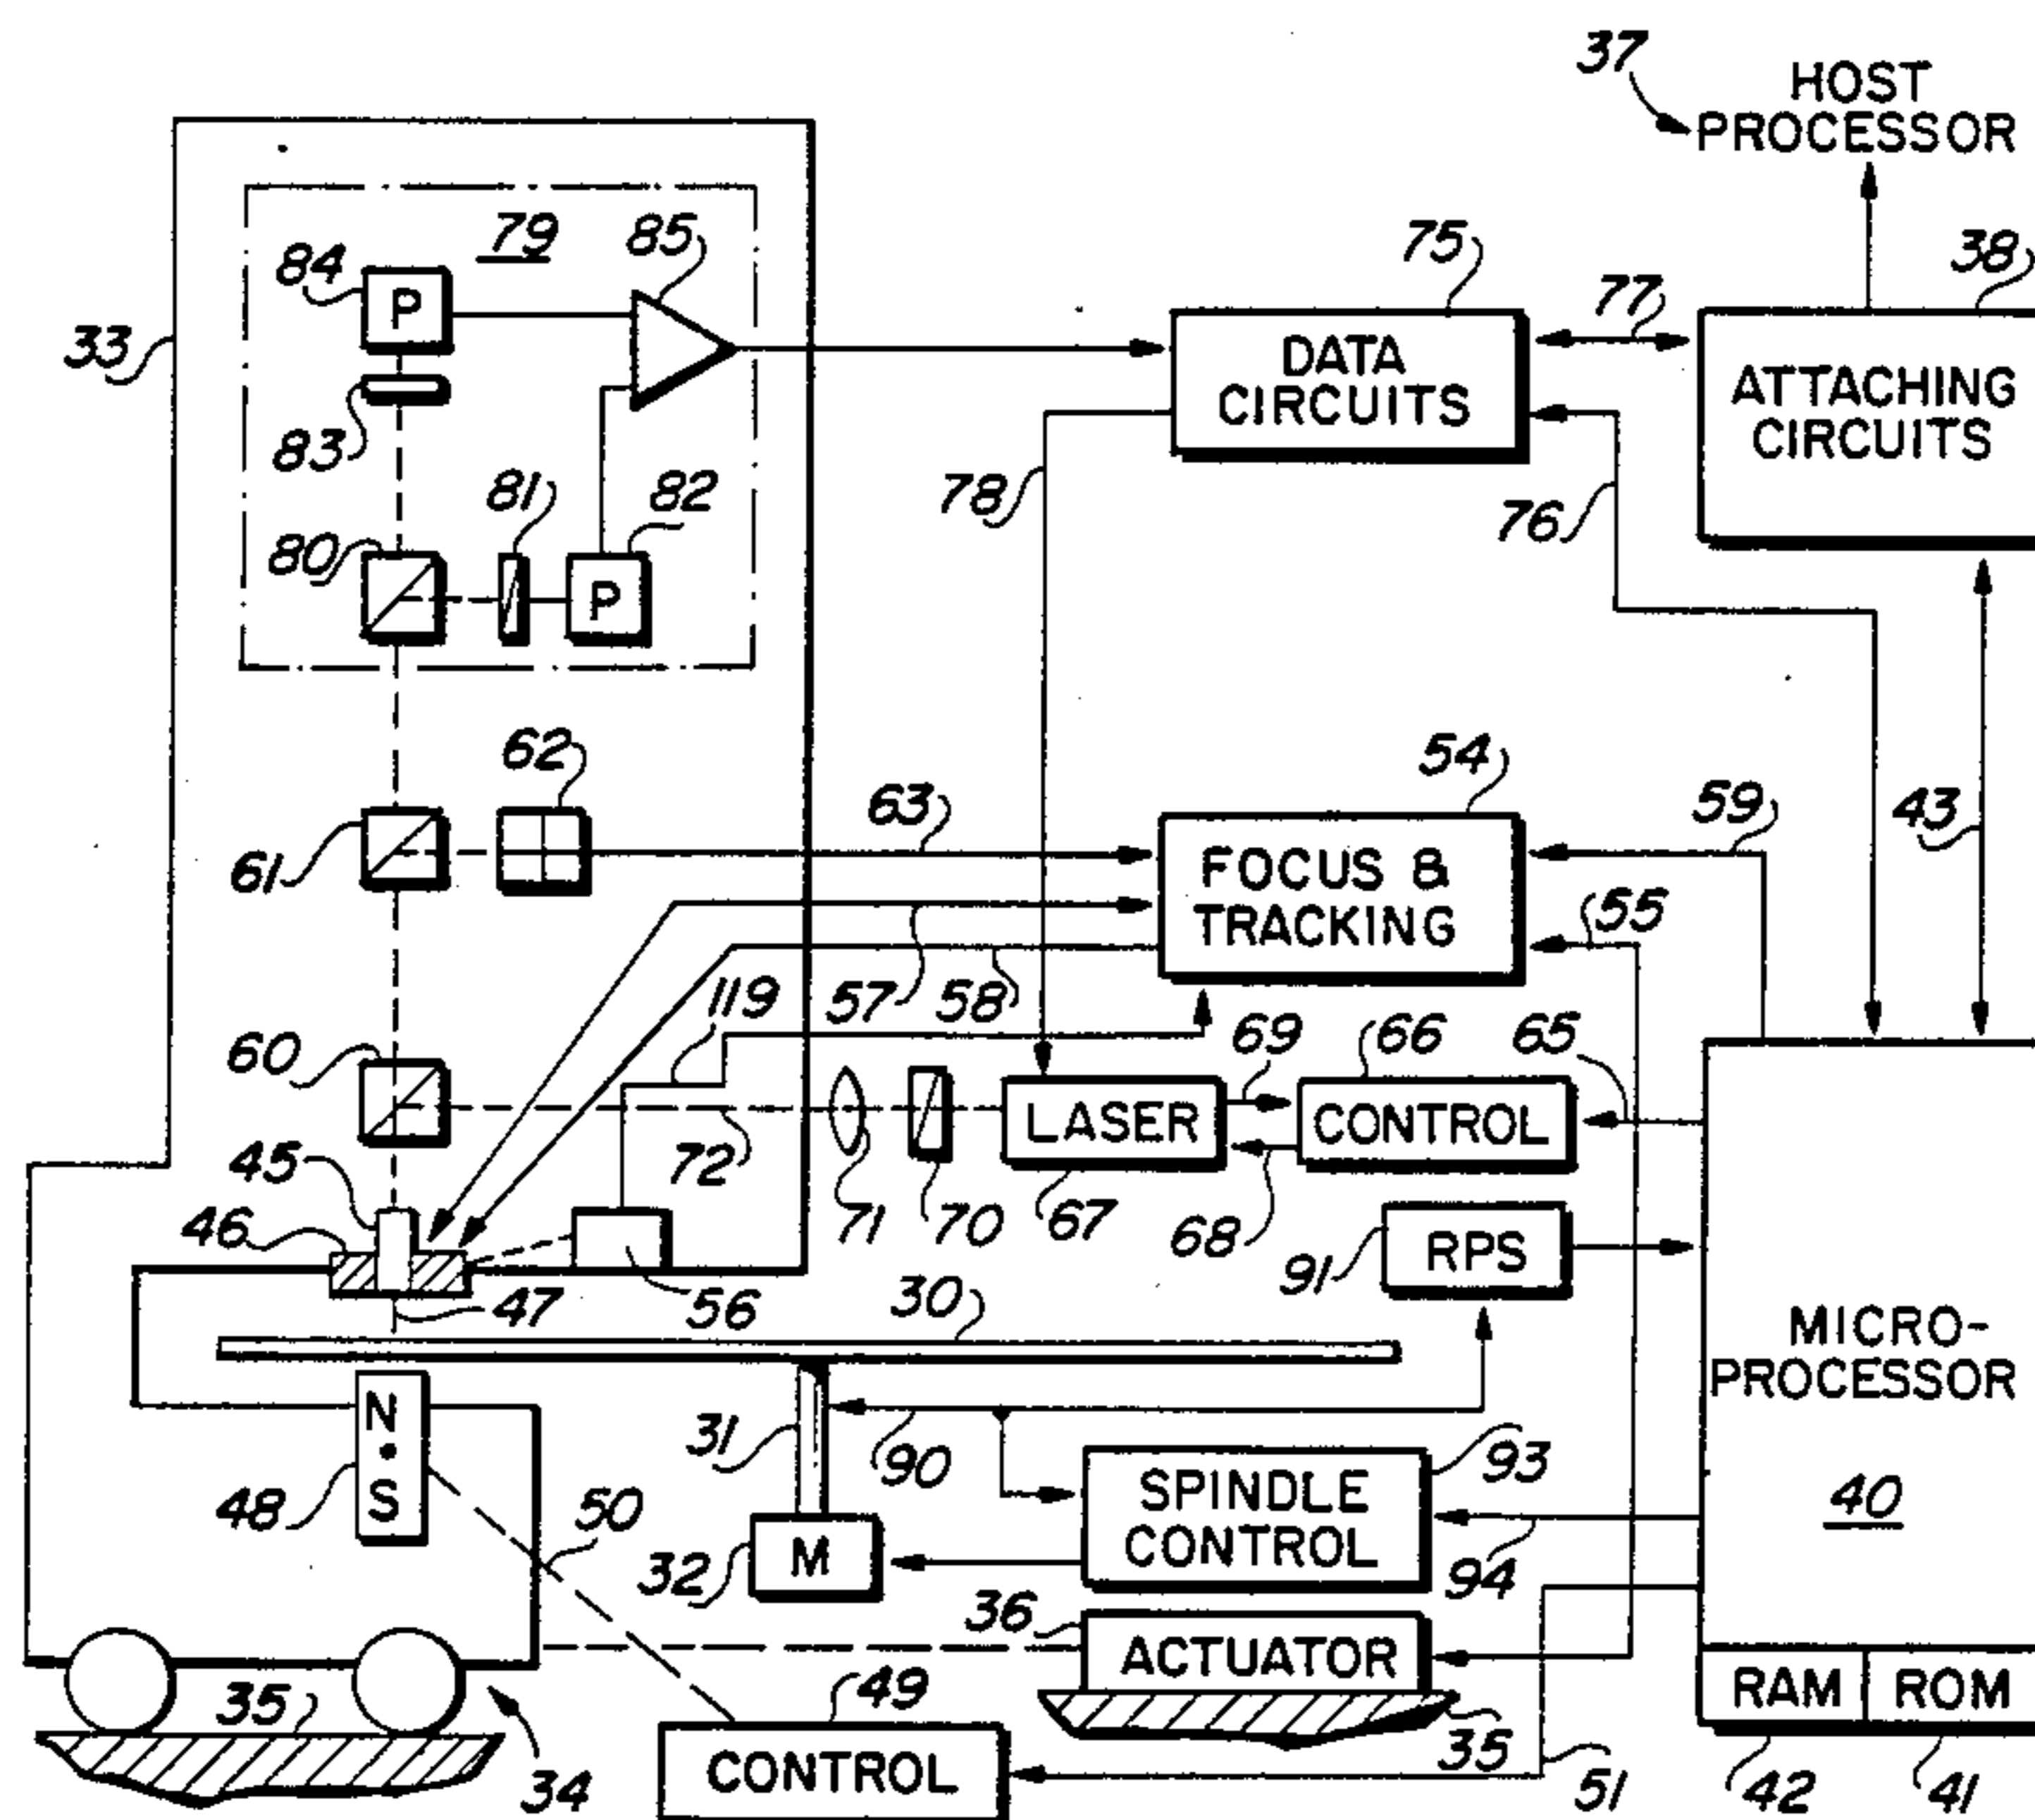 37
HOST
PROCESSOR
33
79
85
84
P
83
81
82
80
P
75
DATA
CIRCUITS
77
38
ATTACHING
CIRCUITS
78
76
62
61
63
54
FOCUS &
TRACKING
59
43
55
57
58
119
60
72
71
70
LASER
67
69
68
66
CONTROL
65
45
46
47
56
91
RPS
30
MICRO-
PROCESSOR
40
N
S
48
31
90
50
32
M
SPINDLE
CONTROL
93
94
36
ACTUATOR
35
35
34
49
CONTROL
51
RAM
ROM
42
41